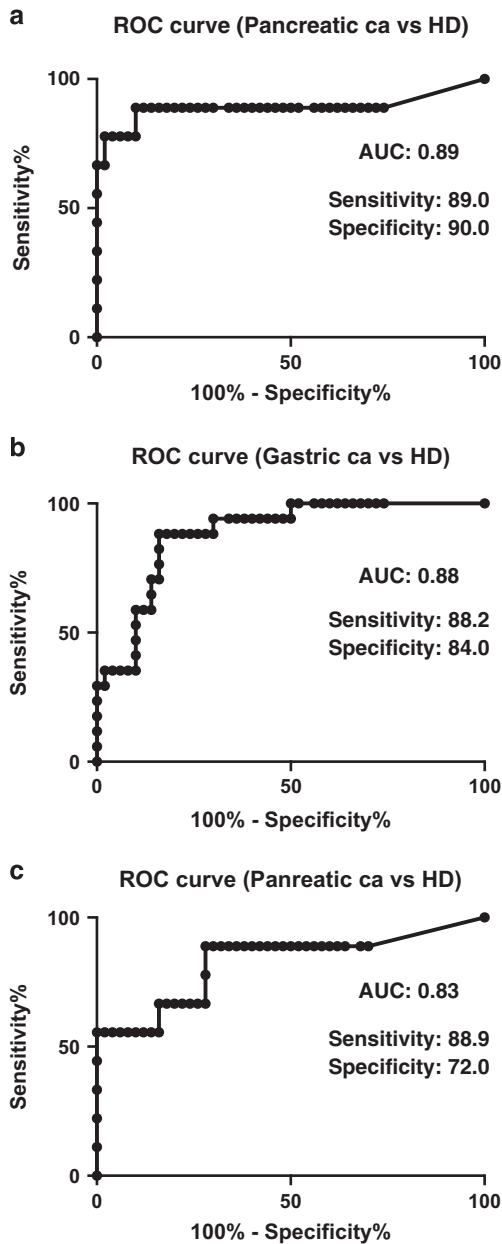 a
ROC curve (Pancreatic ca vs HD)
100
50
0
Sensitivity%
AUC: 0.89
Sensitivity: 89.0
Specificity: 90.0
0 50 100
100% - Specificity%
b
ROC curve (Gastric ca vs HD)
100
50
0
Sensitivity%
AUC: 0.88
Sensitivity: 88.2
Specificity: 84.0
0 50 100
100% - Specificity%
c
ROC curve (Panreatic ca vs HD)
100
50
0
Sensitivity%
AUC: 0.83
Sensitivity: 88.9
Specificity: 72.0
0 50 100
100% - Specificity%